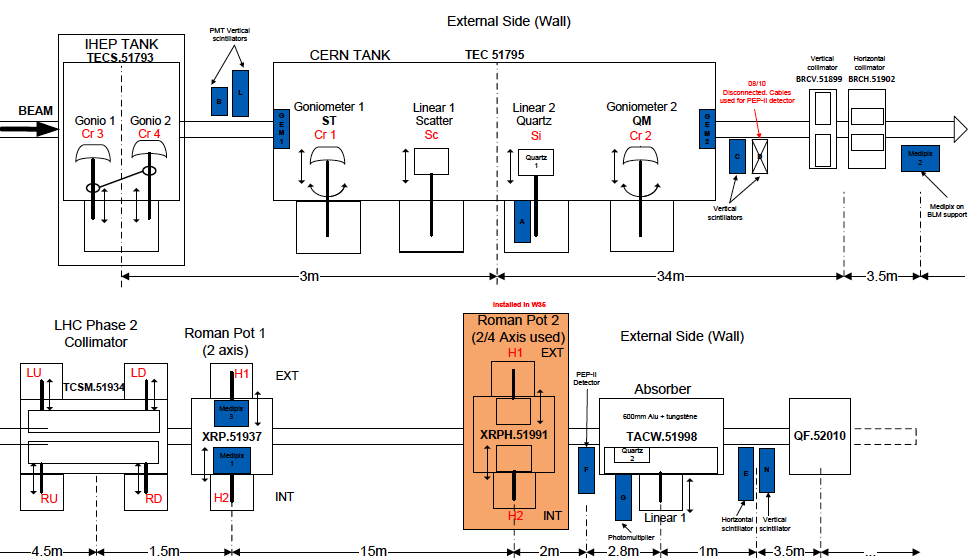 External Side (Wall)
IHEP TANK
TECS.51793
PMT Vertical
scintillators
CERN TANK
TEC 51795
Vertical
collimator
BRCV.51899
Horizontal
collimator
BRCH.51902
08/10
Disconnected. Cables
used for PEP-II detector
BEAM
Gonio 1
Cr 3
Gonio 2
Cr 4
B
L
GEM1
Goniometer 1
ST
Cr 1
Linear 1
Scatter
Sc
Linear 2
Quartz
Si
Quartz
1
A
Goniometer 2
QM
Cr 2
GEM2
C
D
Vertical
scintillators
Medipix
2
Medipix on
BLM support
3m
34m
3.5m
LHC Phase 2
Collimator
LU
LD
TCSM.51934
RU
RD
Roman Pot 1
(2 axis)
H1
EXT
Medipix
3
XRP.51937
Medipix
1
H2
INT
Installed in W35
Roman Pot 2
(2/4 Axis used)
H1
EXT
XRPH.51991
H2
INT
External Side (Wall)
PEP-II
Detector
F
Absorber
600mm Alu + tungstène
TACW.51998
Quartz
2
G
Linear 1
Photomultiplier
E
N
Horizontal
scintillator
Vertical
scintillator
QF.52010
4.5m
1.5m
15m
2m
2.8m
1m
3.5m
...